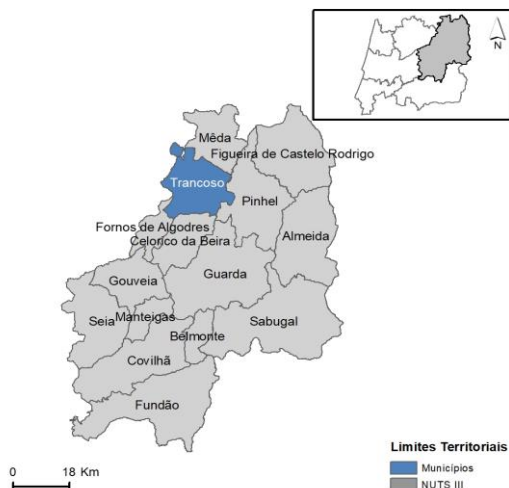 N
Mêda
Figueira de Castelo Rodrigo
Trancoso
Pinhel
Fornos de Algodres
Celorico da Beira
Almeida
Guarda
Gouveia
Seia
Manteigas
Belmonte
Sabugal
Covilhã
Fundão
Limites Territoriais
0 18 Km
Municípios
NUTS III